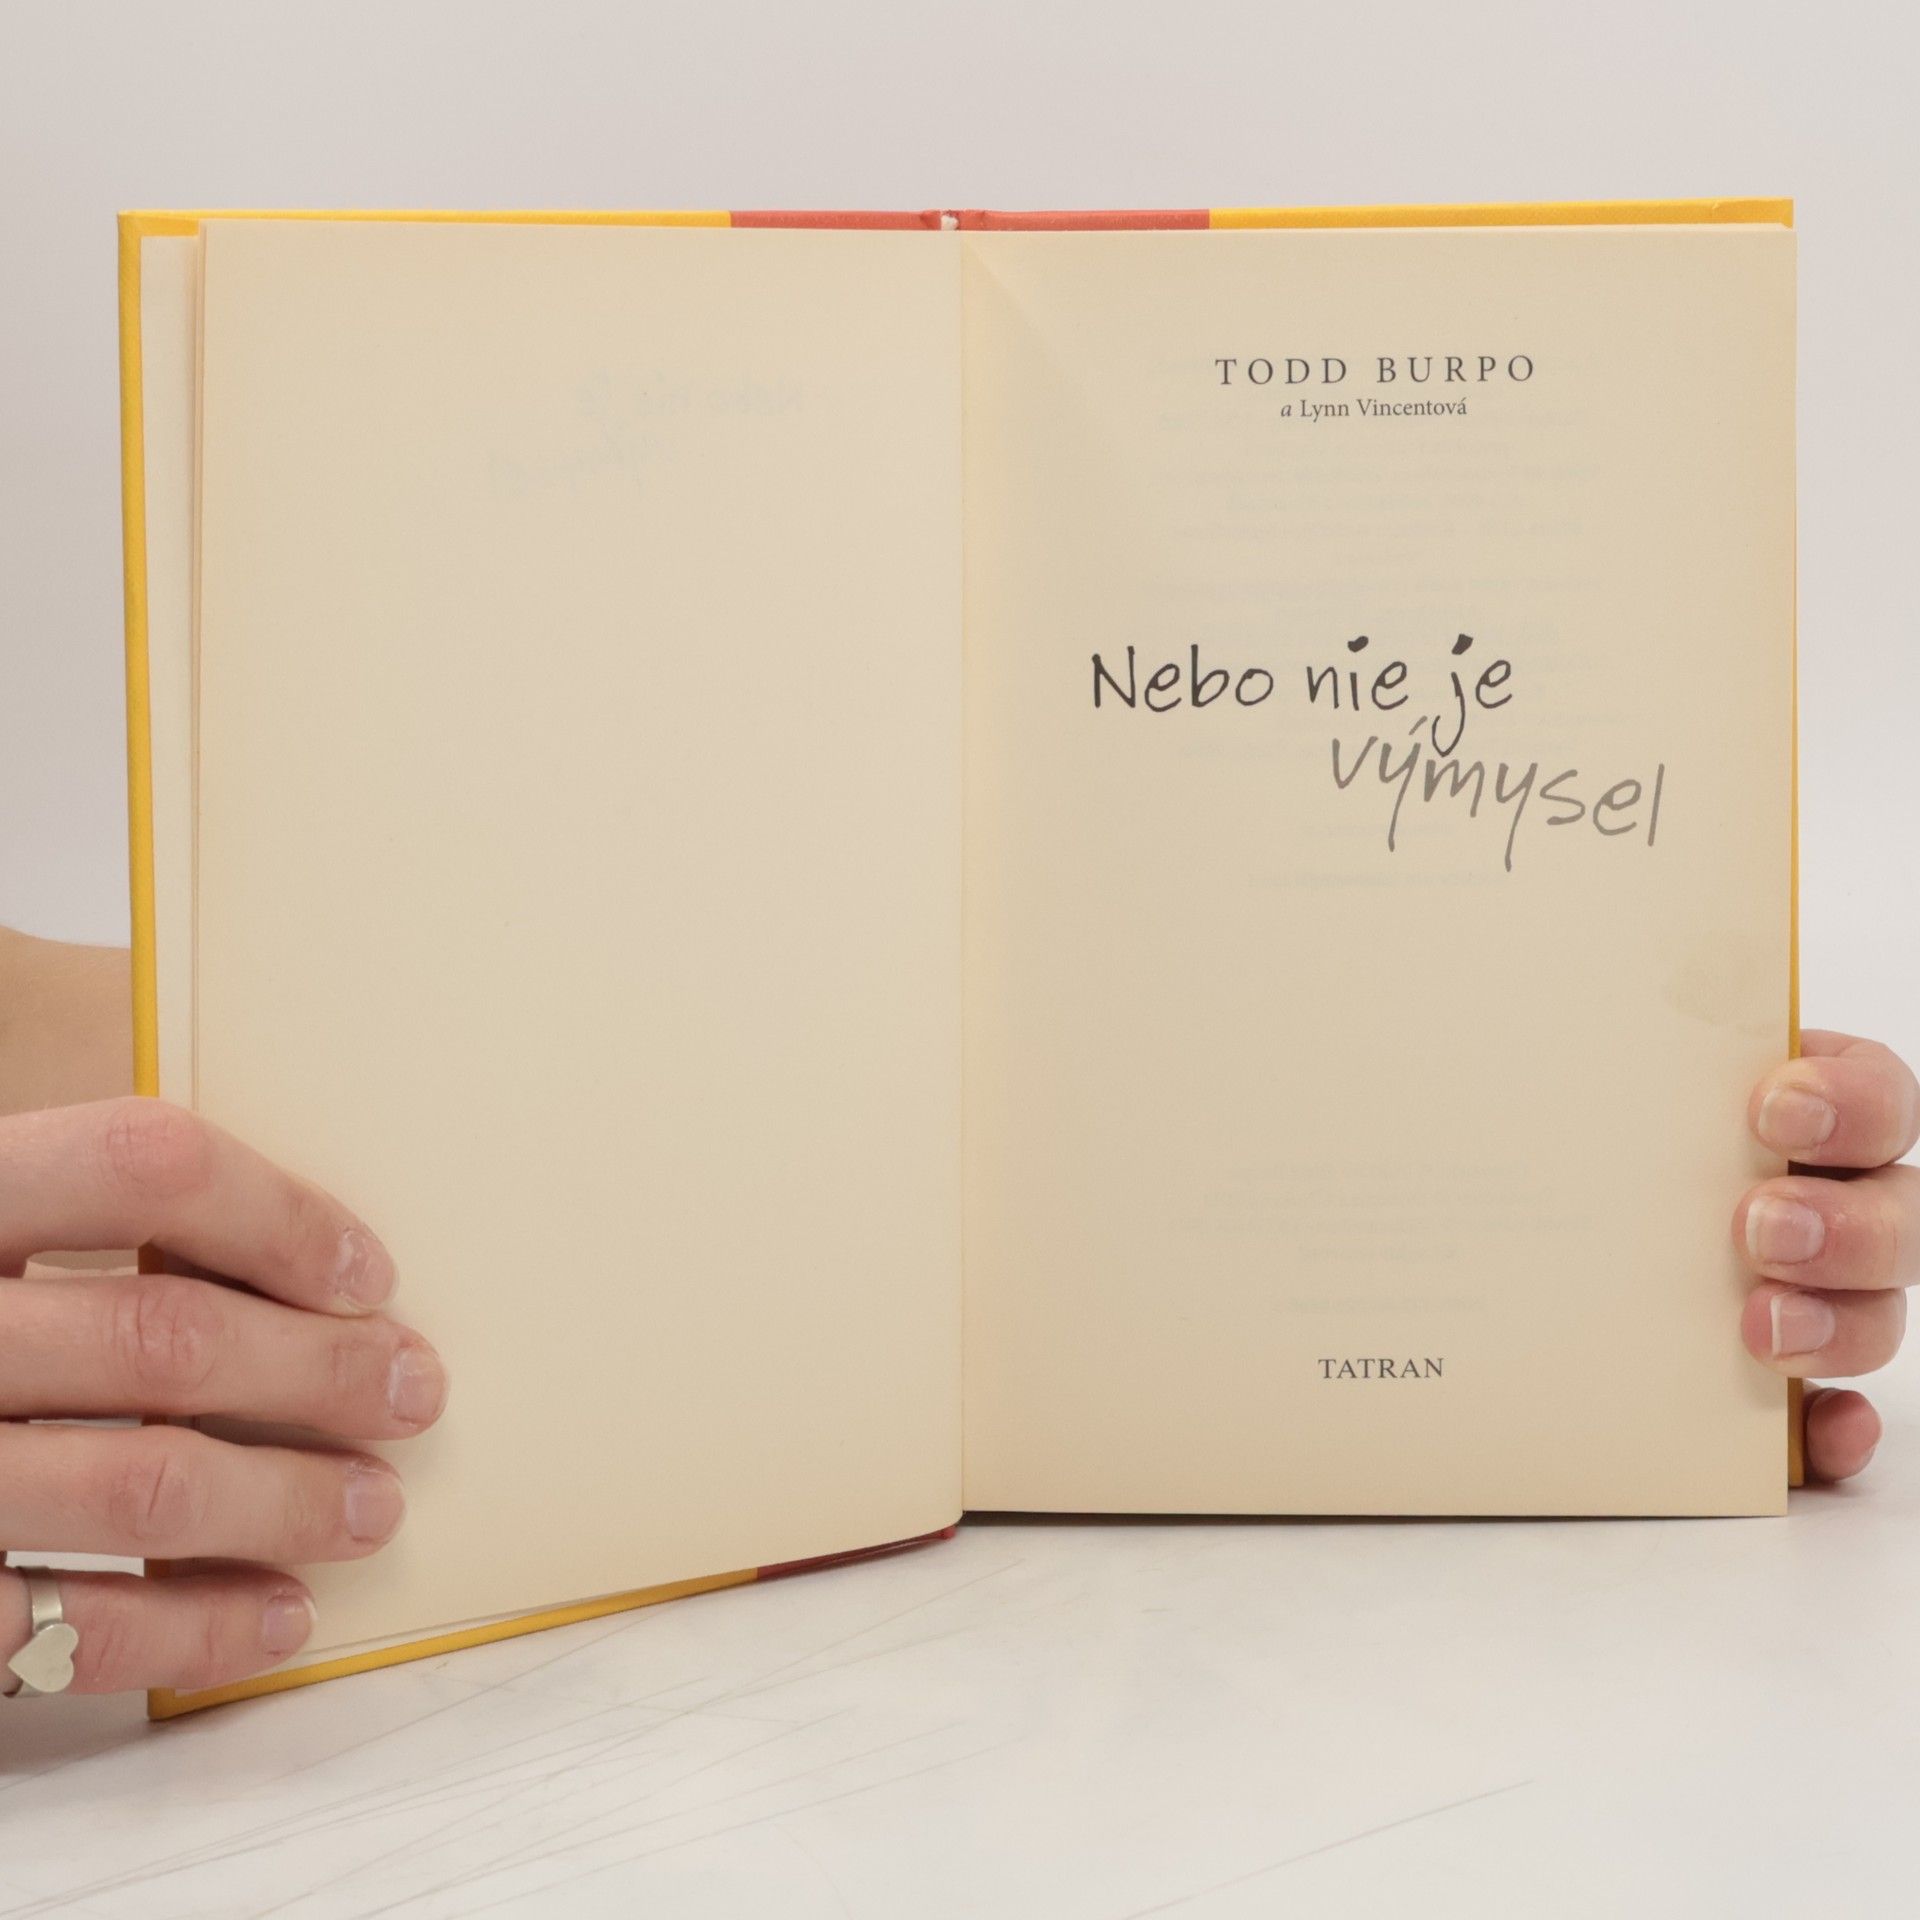 TODD BURPO
a Lynn Vincentová
Nebo nie je
výmysel
TATRAN